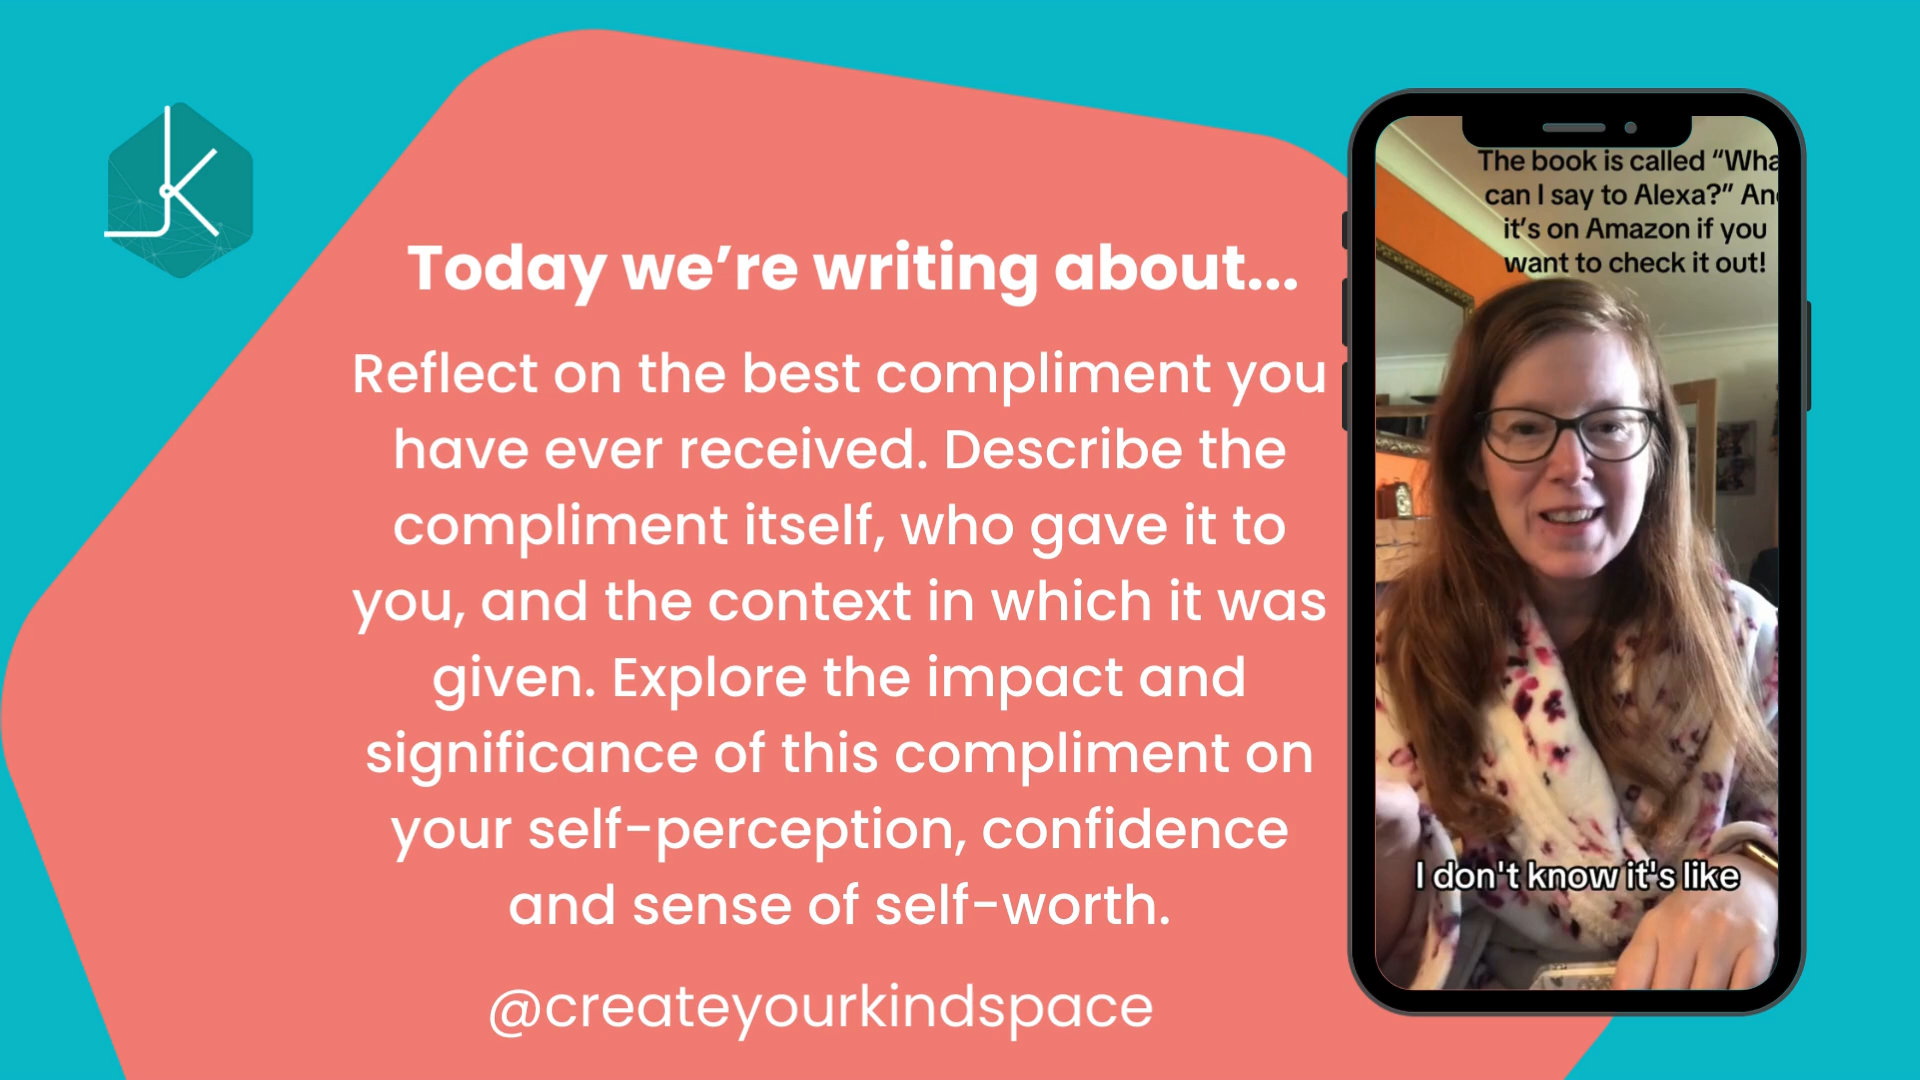 Today we’re writing about...
Reflect on the best compliment you
have ever received. Describe the
compliment itself, who gave it to
you, and the context in which it was
given. Explore the impact and
significance of this compliment on
your self-perception, confidence
and sense of self-worth.
@createyourkindspace
JK
The book is called “Wha
can I say to Alexa?” An
it’s on Amazon if you
want to check it out!
I don't know it's like